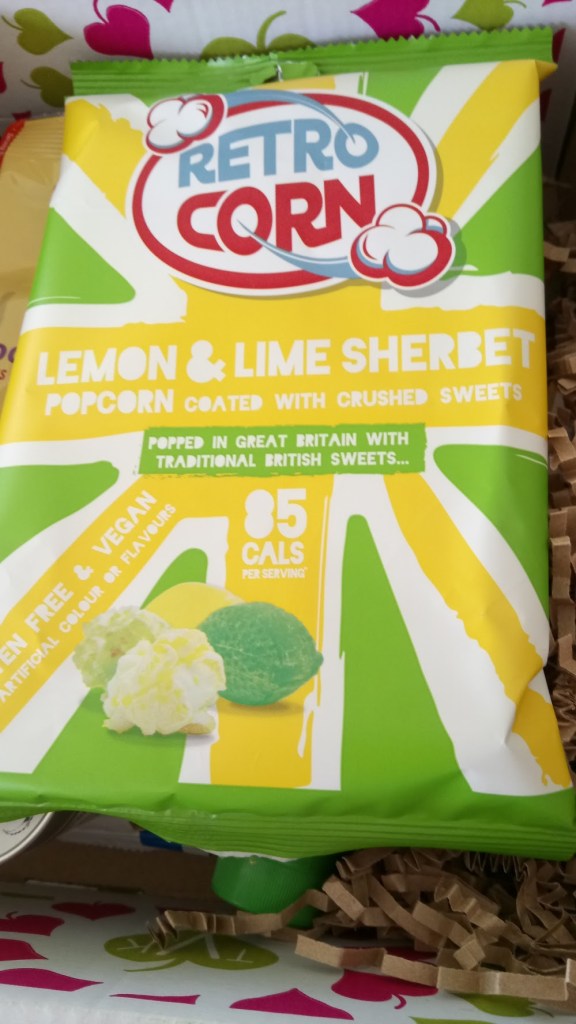 RETRO
CORN
LEMON & LIME SHERBET
POPCORN COATED WITH CRUSHED SWEETS
POPPED IN GREAT BRITAIN WITH
TRADITIONAL BRITISH SWEETS...
85
CALS
PER SERVING*
TEN FREE & VEGAN
ARTIFICIAL COLOUR OR FLAVOURS